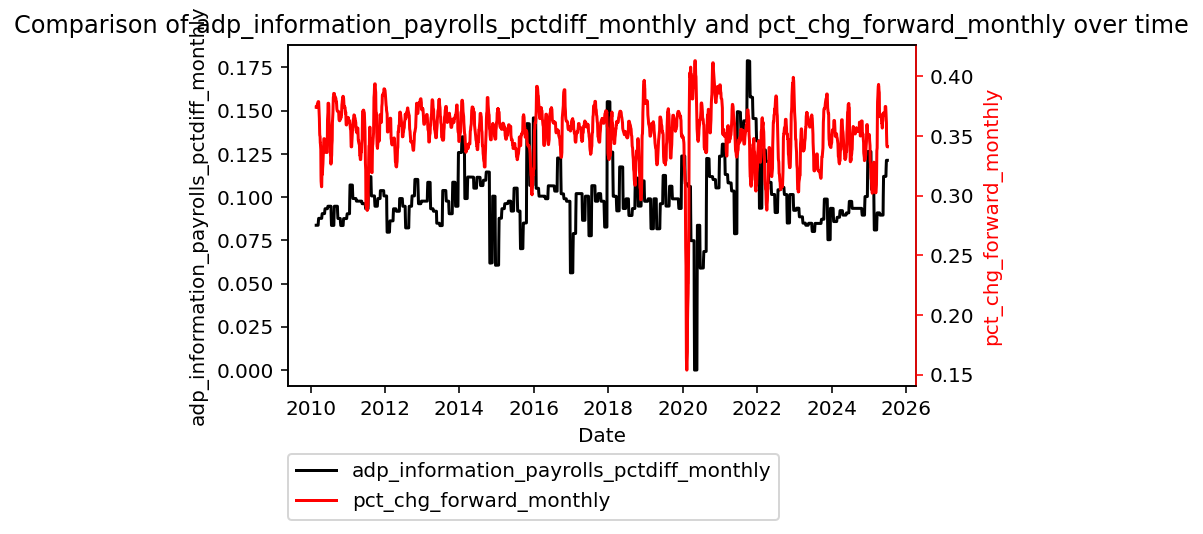 Comparison of adp_information_payrolls_pctdiff_monthly and pct_chg_forward_monthly over time
adp_information_payrolls_pctdiff_monthly
0.175
0.150
0.125
0.100
0.075
0.050
0.025
0.000
0.40
0.35
0.30
0.25
0.20
0.15
pct_chg_forward_monthly
2010 2012 2014 2016 2018 2020 2022 2024 2026
Date
adp_information_payrolls_pctdiff_monthly
pct_chg_forward_monthly